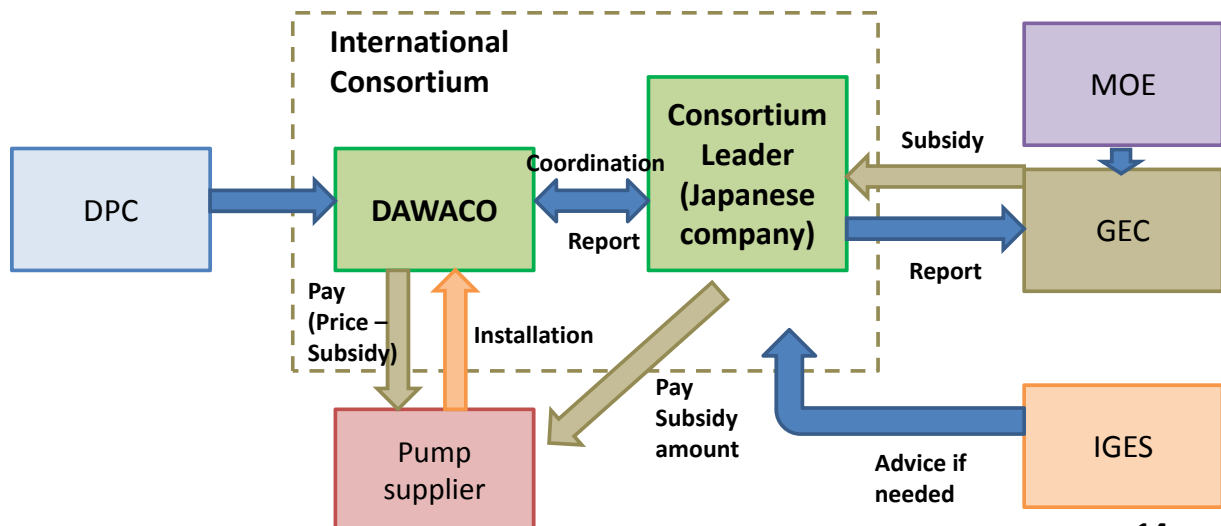 International
Consortium
MOE
Consortium
Leader
(Japanese
company)
Subsidy
Coordination
DPC
DAWACO
GEC
Report
Report
Pay
(Price –
Subsidy)
Installation
Pay
Subsidy
amount
Pump
supplier
IGES
Advice if
needed